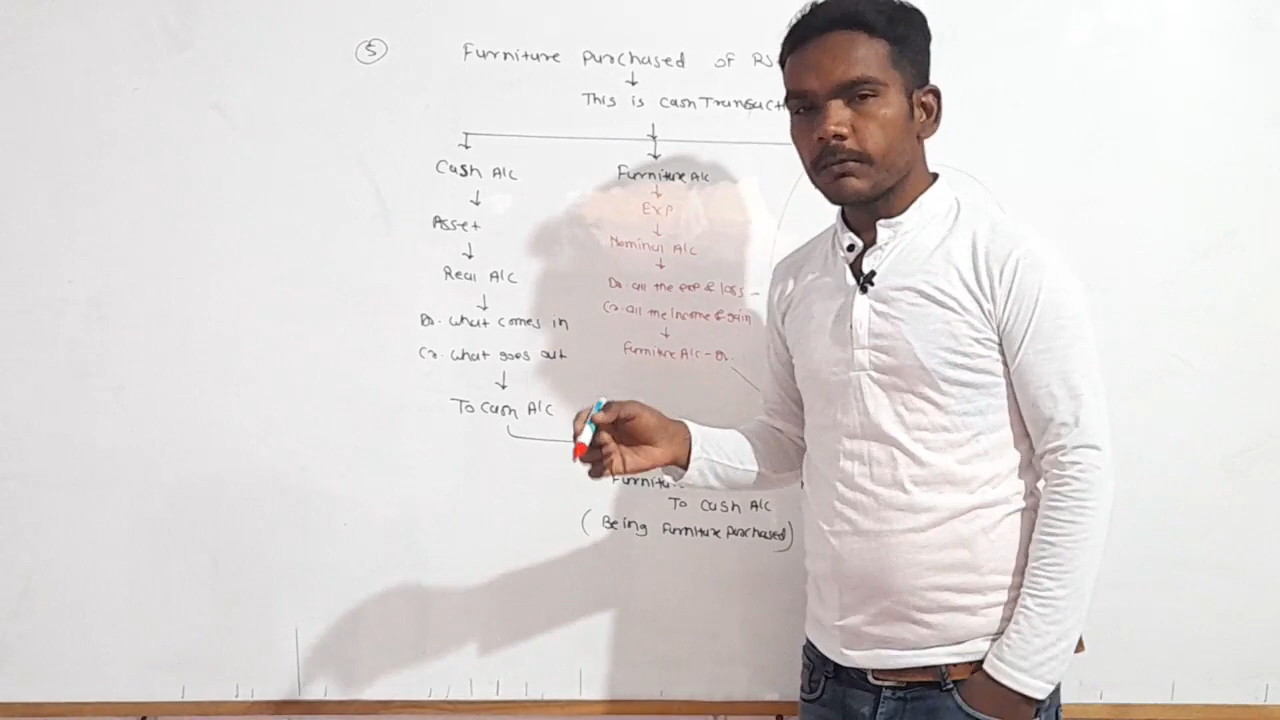 5 Furniture Purchased of RS
This is Cash Transact
Cash A/c
Furniture A/c
Asset
Exp
Real A/c
Nominal A/c
Dr. what comes in
Dr. all the exp & loss
Cr. what goes out
Cr. all the Income & gain
To Cash A/c
Furniture A/c - Dr.
Furnitu
To Cash A/c
( Being Furniture purchased )